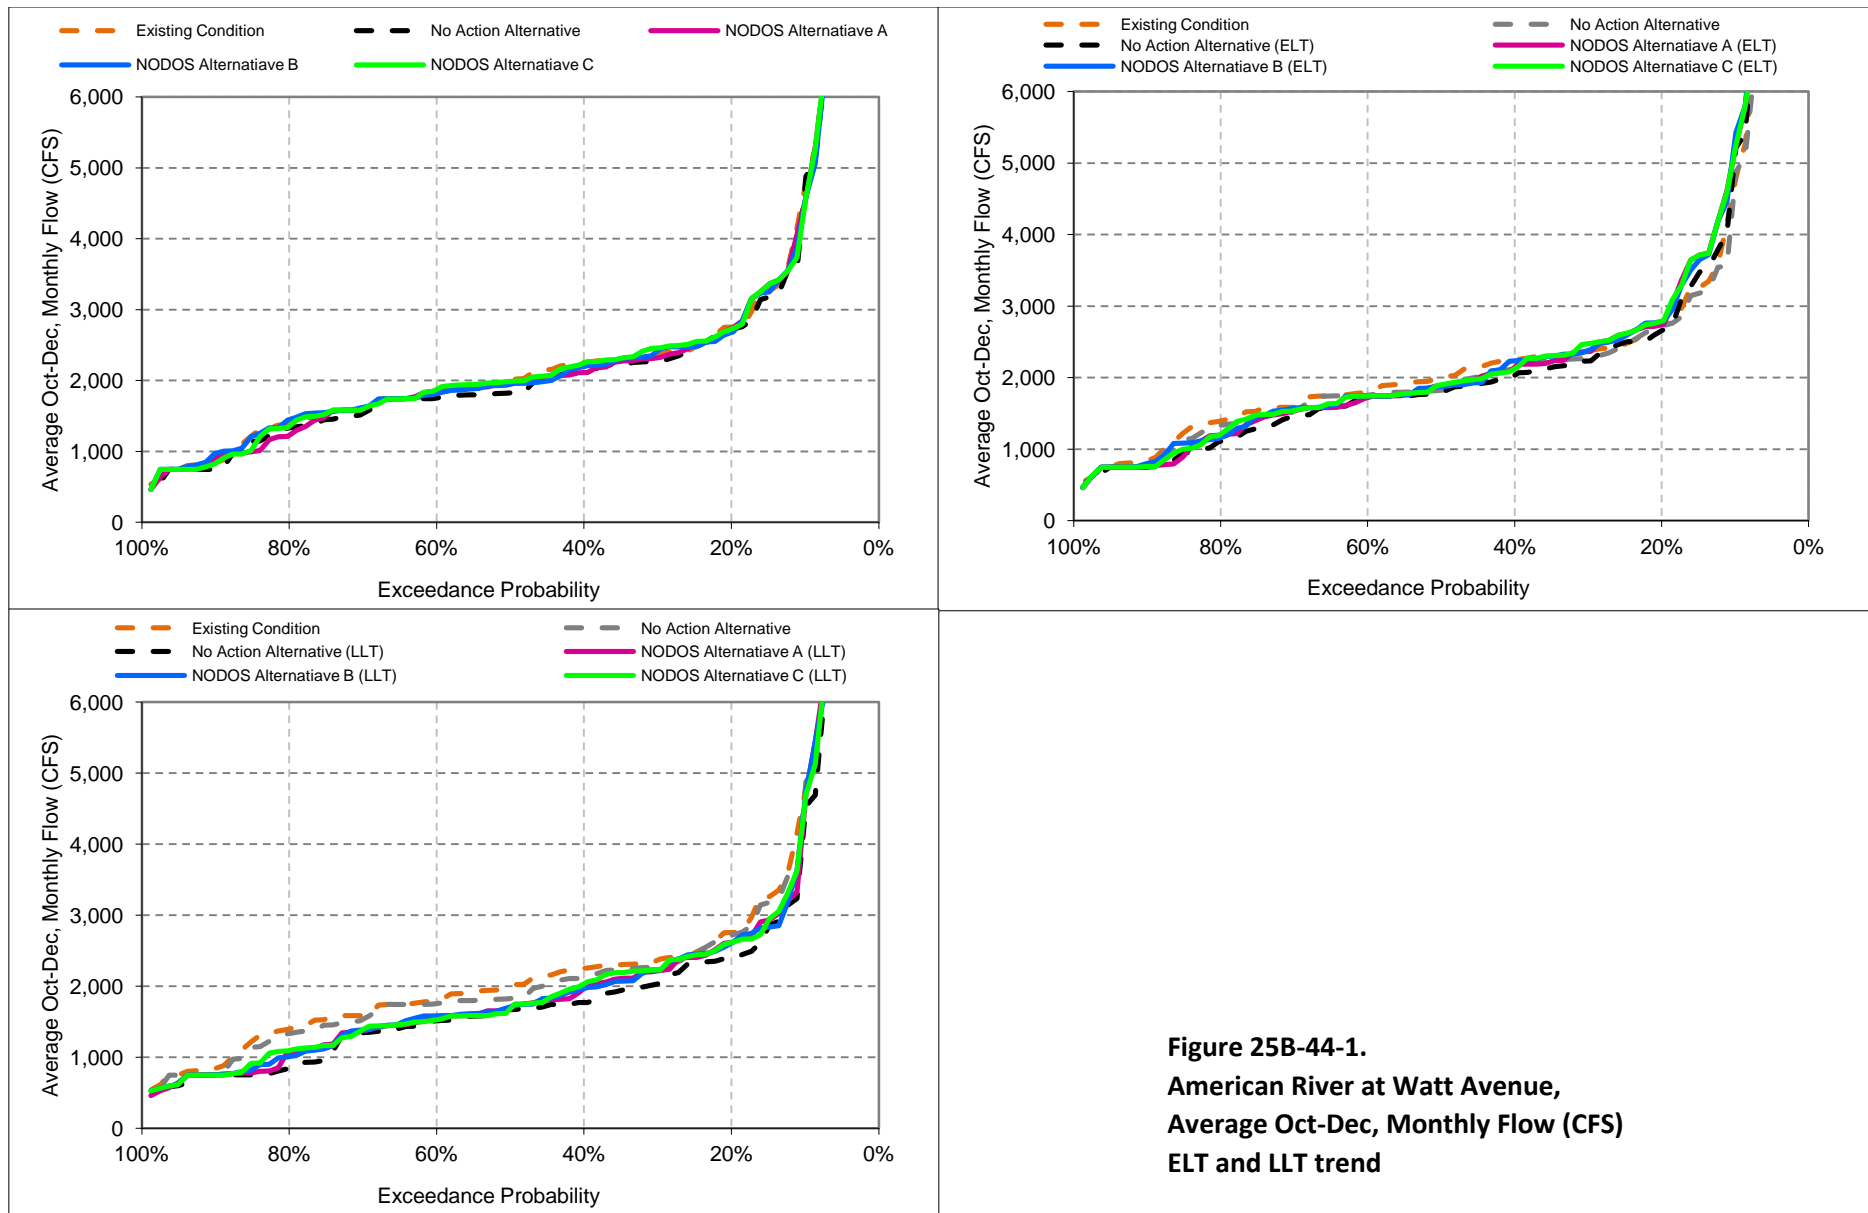 Existing Condition No Action Alternative NODOS Alternatiave A
NODOS Alternatiave B NODOS Alternatiave C
Average Oct-Dec, Monthly Flow (CFS)
6,000
5,000
4,000
3,000
2,000
1,000
0
100% 80% 60% 40% 20% 0%
Exceedance Probability
Existing Condition No Action Alternative
No Action Alternative (ELT) NODOS Alternatiave A (ELT)
NODOS Alternatiave B (ELT) NODOS Alternatiave C (ELT)
Average Oct-Dec, Monthly Flow (CFS)
6,000
5,000
4,000
3,000
2,000
1,000
0
100% 80% 60% 40% 20% 0%
Exceedance Probability
Existing Condition No Action Alternative
No Action Alternative (LLT) NODOS Alternatiave A (LLT)
NODOS Alternatiave B (LLT) NODOS Alternatiave C (LLT)
Average Oct-Dec, Monthly Flow (CFS)
6,000
5,000
4,000
3,000
2,000
1,000
0
100% 80% 60% 40% 20% 0%
Exceedance Probability
Figure 25B-44-1.
American River at Watt Avenue,
Average Oct-Dec, Monthly Flow (CFS)
ELT and LLT trend